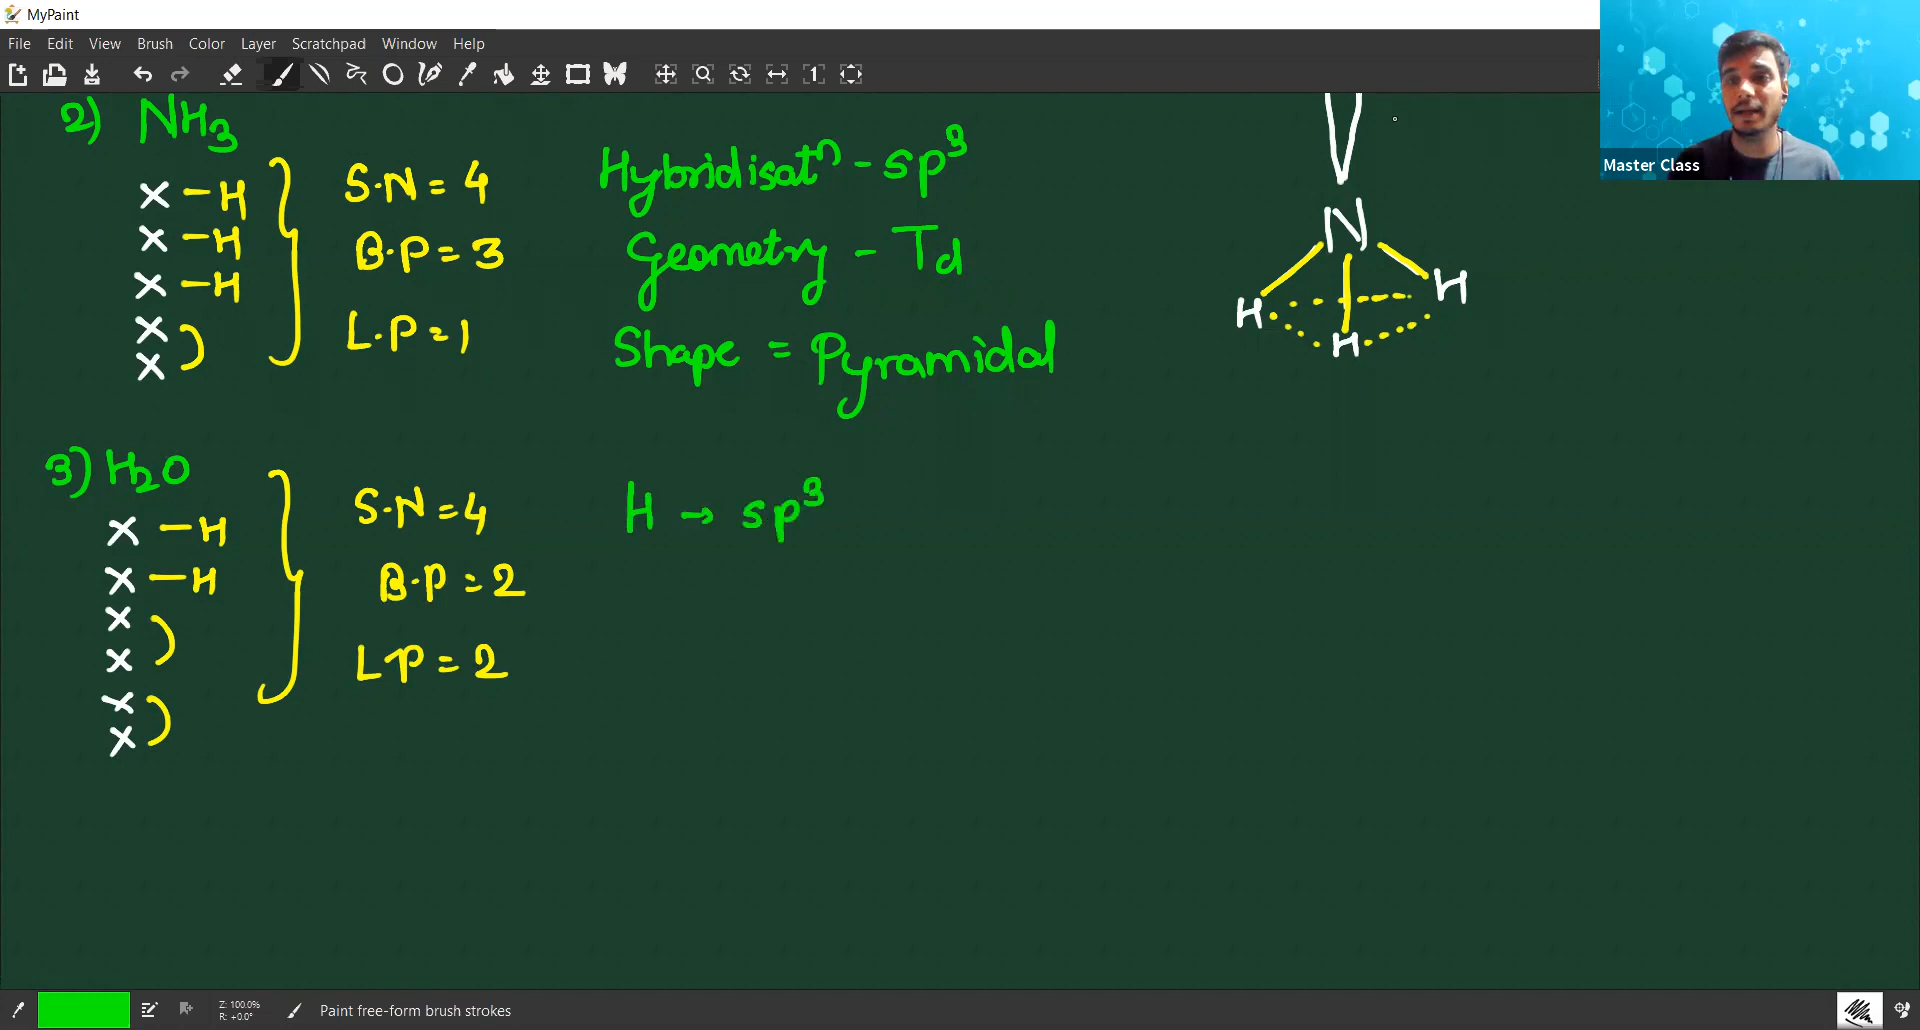 MyPaint
File Edit View Brush Color Layer Scratchpad Window Help
Master Class
2) NH3
x -H
x -H
x -H
x
x
S.N = 4
B.P = 3
L.P = 1
Hybridisatn - sp3
Geometry - Td
Shape = Pyramidal
N
H H H
3) H2O
x -H
x -H
x
x
x
x
S.N = 4
B.P = 2
L.P = 2
H → sp3
Z: 100.0%
R: +0.0°
Paint free-form brush strokes